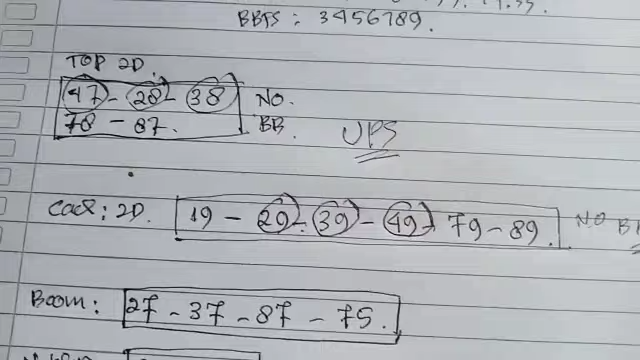 BBFS : 3456789.
TOP 2D.
47 - 28 - 38 NO.
78 - 87. BB.
UPS
Cad : 2D. 19 - 29 - 39 - 49 - 79 - 89. NO
Boom : 27 - 37 - 87 - 75.